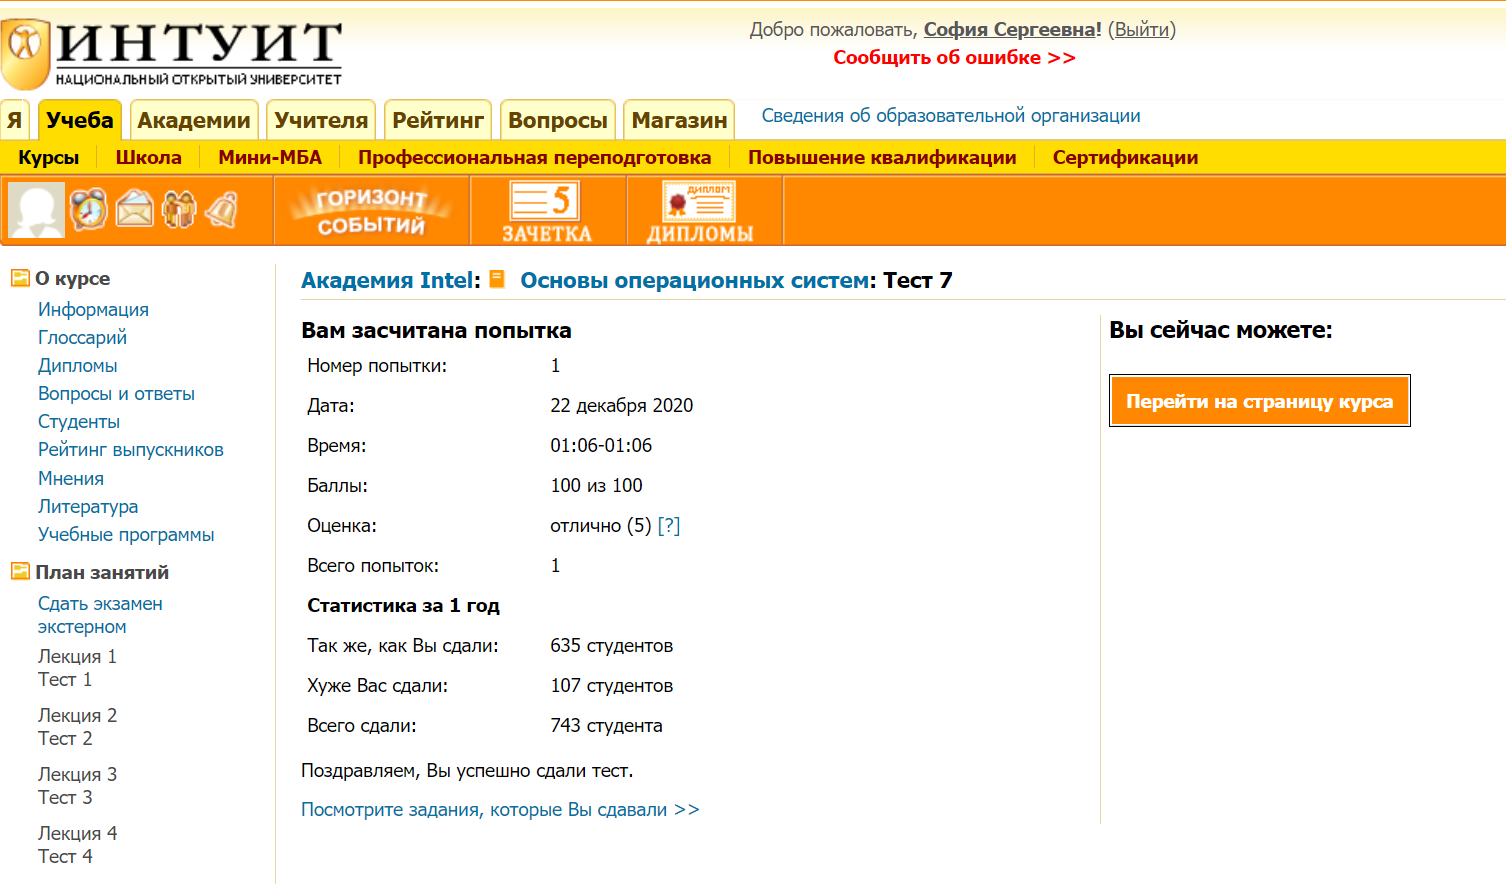 ИНТУИТ
НАЦИОНАЛЬНЫЙ ОТКРЫТЫЙ УНИВЕРСИТЕТ
Добро пожаловать, София Сергеевна! (Выйти)
Сообщить об ошибке >>
Я Учеба Академии Учителя Рейтинг Вопросы Магазин Сведения об образовательной организации
Курсы Школа Мини-МБА Профессиональная переподготовка Повышение квалификации Сертификации
ГОРИЗОНТ СОБЫТИЙ
5 ЗАЧЕТКА
ДИПЛОМ ДИПЛОМЫ
О курсе
Информация
Глоссарий
Дипломы
Вопросы и ответы
Студенты
Рейтинг выпускников
Мнения
Литература
Учебные программы
План занятий
Сдать экзамен
экстерном
Лекция 1
Тест 1
Лекция 2
Тест 2
Лекция 3
Тест 3
Лекция 4
Тест 4
Академия Intel: Основы операционных систем: Тест 7
Вам засчитана попытка
Номер попытки: 1
Дата: 22 декабря 2020
Время: 01:06-01:06
Баллы: 100 из 100
Оценка: отлично (5) [?]
Всего попыток: 1
Статистика за 1 год
Так же, как Вы сдали: 635 студентов
Хуже Вас сдали: 107 студентов
Всего сдали: 743 студента
Поздравляем, Вы успешно сдали тест.
Посмотрите задания, которые Вы сдавали >>
Вы сейчас можете:
Перейти на страницу курса